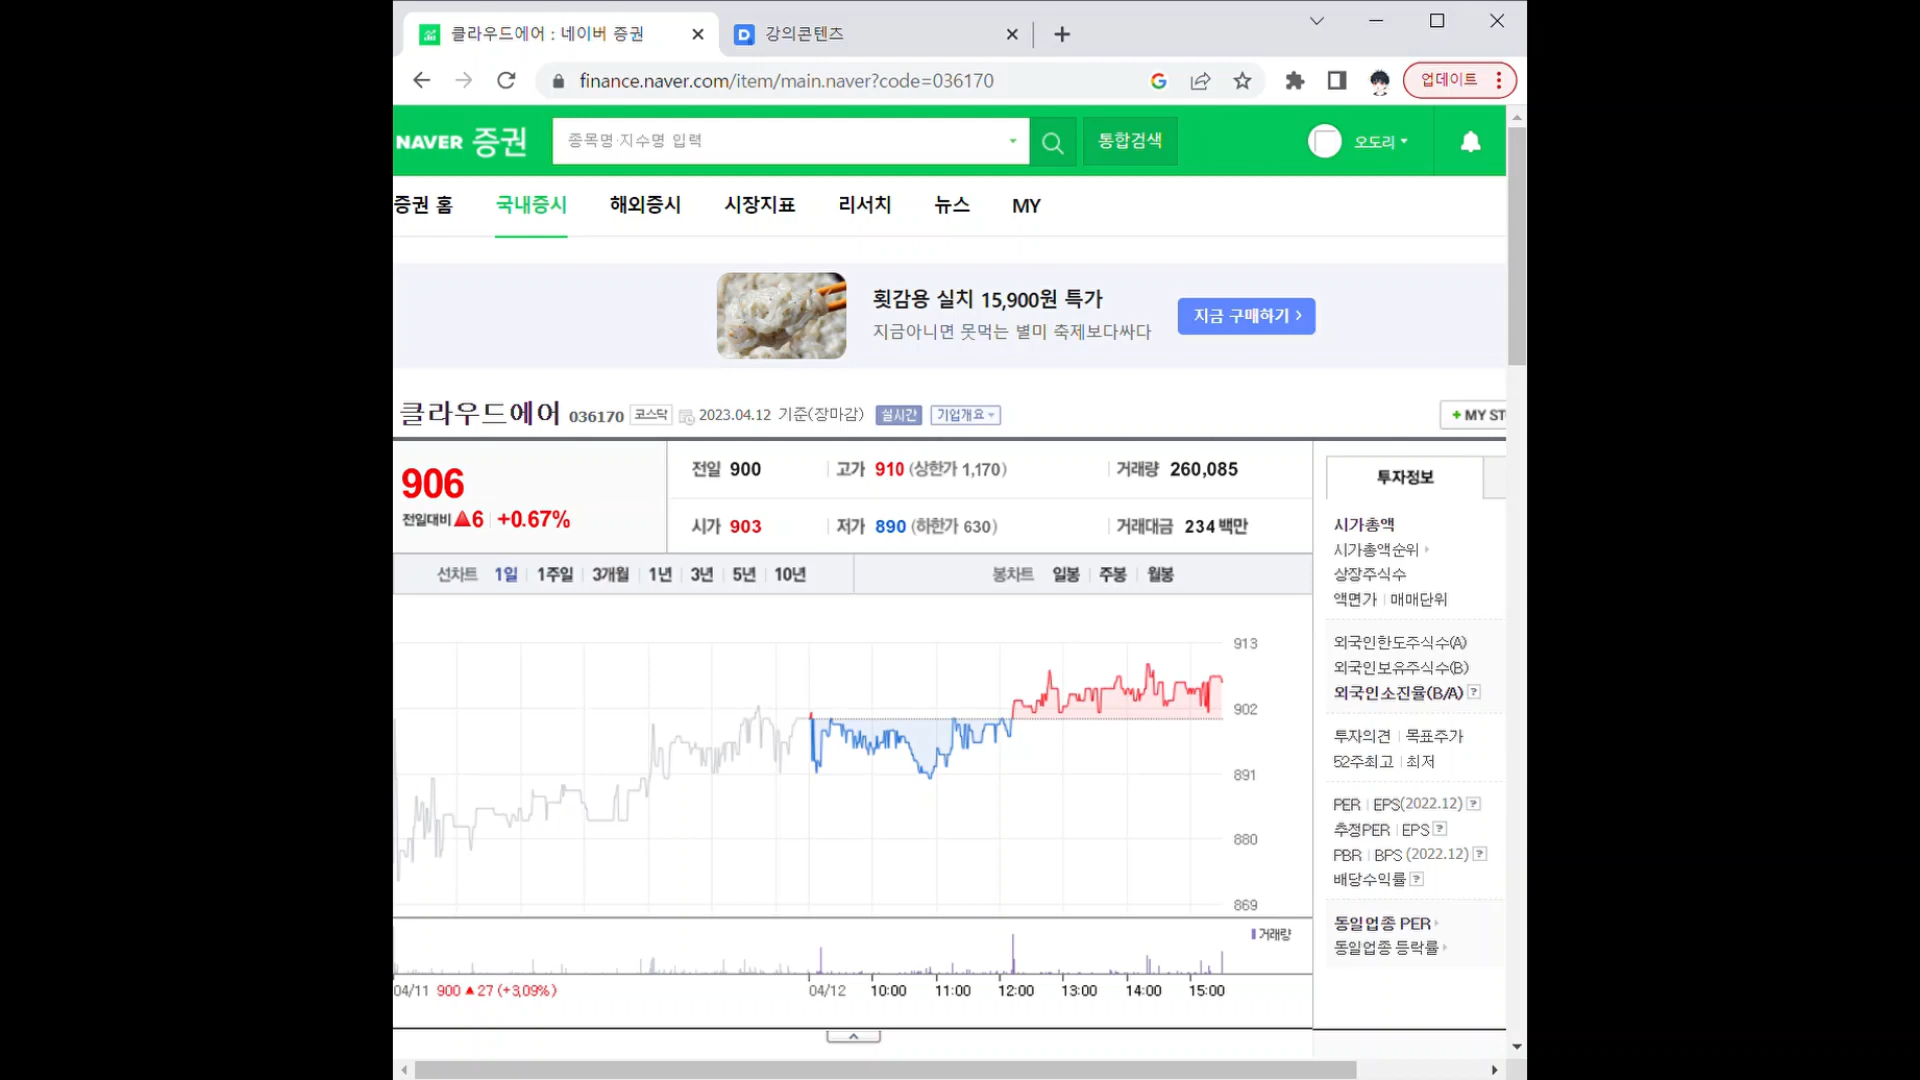 클라우드에어 : 네이버 증권
강의콘텐츠
finance.naver.com/item/main.naver?code=036170
업데이트
NAVER 증권
종목명·지수명 입력
통합검색
오도리
증권 홈 국내증시 해외증시 시장지표 리서치 뉴스 MY
횟감용 실치 15,900원 특가
지금아니면 못먹는 별미 축제보다싸다
지금 구매하기 >
클라우드에어 036170 코스닥 2023.04.12 기준(장마감) 실시간 기업개요
+ MY ST
906
전일대비 ▲6 +0.67%
전일 900 고가 910 (상한가 1,170) 거래량 260,085
시가 903 저가 890 (하한가 630) 거래대금 234 백만
선차트 1일 1주일 3개월 1년 3년 5년 10년
봉차트 일봉 주봉 월봉
913
902
891
880
869
거래량
04/11 900 ▲27 (+3,09%)
04/12 10:00 11:00 12:00 13:00 14:00 15:00
투자정보
시가총액
시가총액순위
상장주식수
액면가 매매단위
외국인한도주식수(A)
외국인보유주식수(B)
외국인소진율(B/A) ?
투자의견 목표주가
52주최고 최저
PER EPS(2022.12) ?
추정PER EPS ?
PBR BPS (2022.12) ?
배당수익률 ?
동일업종 PER
동일업종 등락률